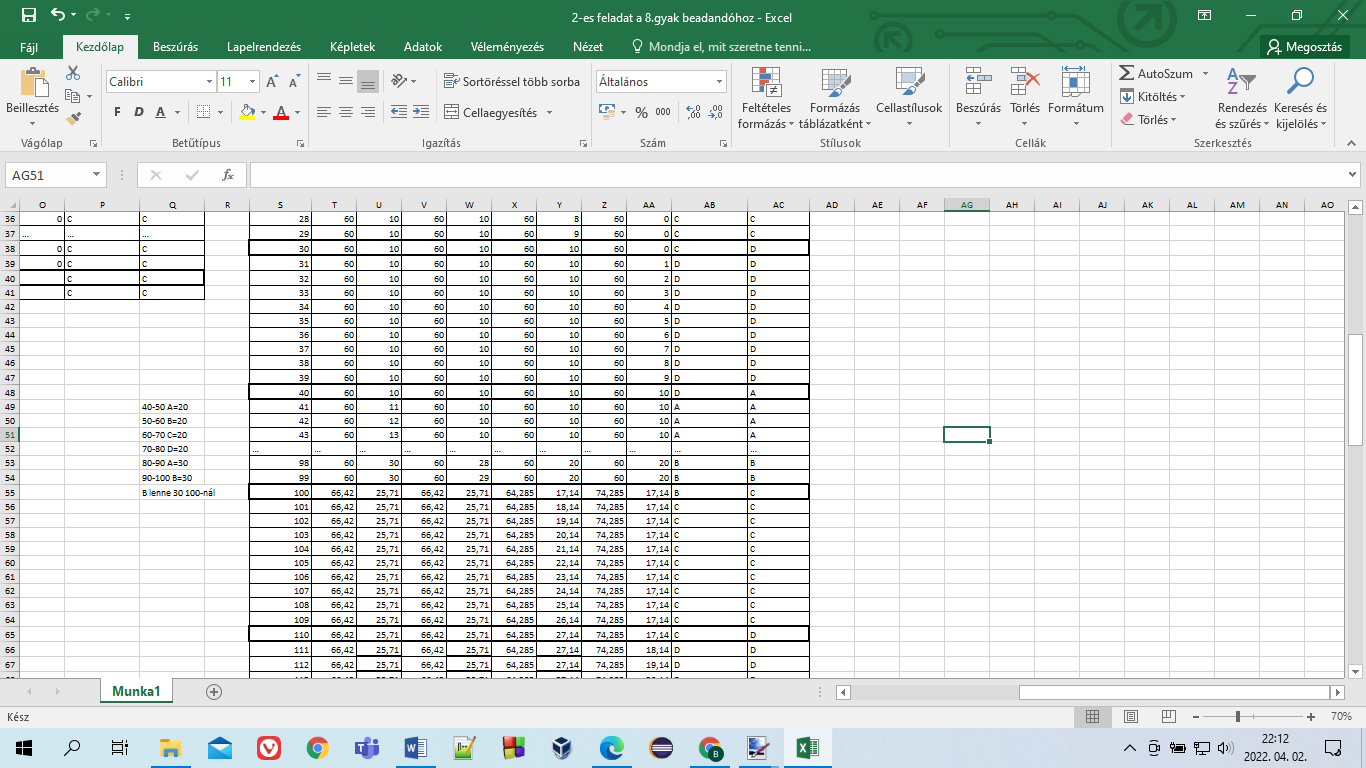 2-es feladat a 8.gyak beadandóhoz - Excel
Fájl Kezdőlap Beszúrás Lapelrendezés Képletek Adatok Véleményezés Nézet Mondja el, mit szeretne tenni... Megosztás
Calibri 11 Sortöréssel több sorba Általános AutoSzum
Beillesztés F D A Cellaegyesítés % 000 Feltételes formázás Formázás táblázatként Cellastílusok Beszúrás Törlés Formátum Kitöltés Törlés Rendezés és szűrés Keresés és kijelölés
Vágólap Betűtípus Igazítás Szám Stílusok Cellák Szerkesztés
AG51 fx
O P Q R S T U V W X Y Z AA AB AC AD AE AF AG AH AI AJ AK AL AM AN AO
36 0 C C 28 60 10 60 10 60 8 60 0 C C
37 ... ... ... 29 60 10 60 10 60 9 60 0 C C
38 0 C C 30 60 10 60 10 60 10 60 0 C D
39 0 C C 31 60 10 60 10 60 10 60 1 D D
40 C C 32 60 10 60 10 60 10 60 2 D D
41 C C 33 60 10 60 10 60 10 60 3 D D
42 34 60 10 60 10 60 10 60 4 D D
43 35 60 10 60 10 60 10 60 5 D D
44 36 60 10 60 10 60 10 60 6 D D
45 37 60 10 60 10 60 10 60 7 D D
46 38 60 10 60 10 60 10 60 8 D D
47 39 60 10 60 10 60 10 60 9 D D
48 40 60 10 60 10 60 10 60 10 D A
49 40-50 A=20 41 60 11 60 10 60 10 60 10 A A
50 50-60 B=20 42 60 12 60 10 60 10 60 10 A A
51 60-70 C=20 43 60 13 60 10 60 10 60 10 A A
52 70-80 D=20 ... ... ... ... ... ... ... ... ... ... ...
53 80-90 A=30 98 60 30 60 28 60 20 60 20 B B
54 90-100 B=30 99 60 30 60 29 60 20 60 20 B B
55 B lenne 30 100-nál 100 66,42 25,71 66,42 25,71 64,285 17,14 74,285 17,14 B C
56 101 66,42 25,71 66,42 25,71 64,285 18,14 74,285 17,14 C C
57 102 66,42 25,71 66,42 25,71 64,285 19,14 74,285 17,14 C C
58 103 66,42 25,71 66,42 25,71 64,285 20,14 74,285 17,14 C C
59 104 66,42 25,71 66,42 25,71 64,285 21,14 74,285 17,14 C C
60 105 66,42 25,71 66,42 25,71 64,285 22,14 74,285 17,14 C C
61 106 66,42 25,71 66,42 25,71 64,285 23,14 74,285 17,14 C C
62 107 66,42 25,71 66,42 25,71 64,285 24,14 74,285 17,14 C C
63 108 66,42 25,71 66,42 25,71 64,285 25,14 74,285 17,14 C C
64 109 66,42 25,71 66,42 25,71 64,285 26,14 74,285 17,14 C C
65 110 66,42 25,71 66,42 25,71 64,285 27,14 74,285 17,14 C D
66 111 66,42 25,71 66,42 25,71 64,285 27,14 74,285 18,14 D D
67 112 66,42 25,71 66,42 25,71 64,285 27,14 74,285 19,14 D D
Munka1
Kész 70%
22:12
2022. 04. 02.